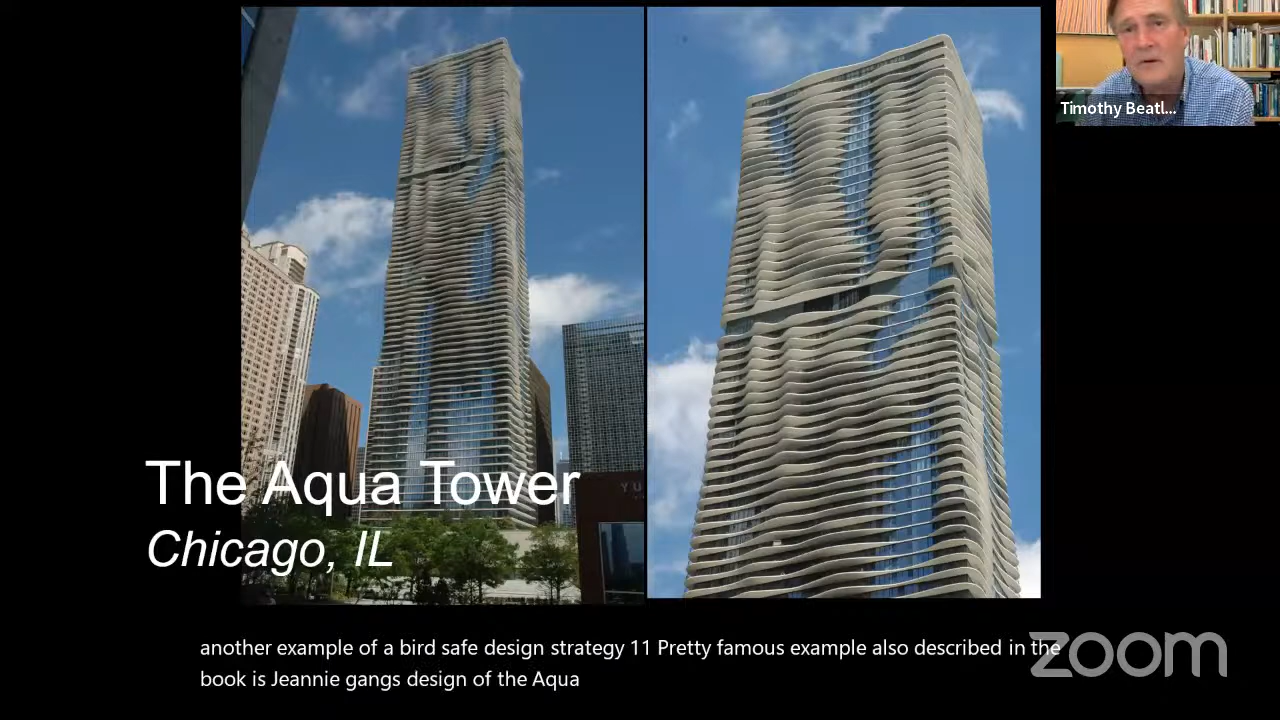 Timothy Beatl...
The Aqua Tower
Chicago, IL
YU
another example of a bird safe design strategy 11 Pretty famous example also described in the
book is Jeannie gangs design of the Aqua
zoom